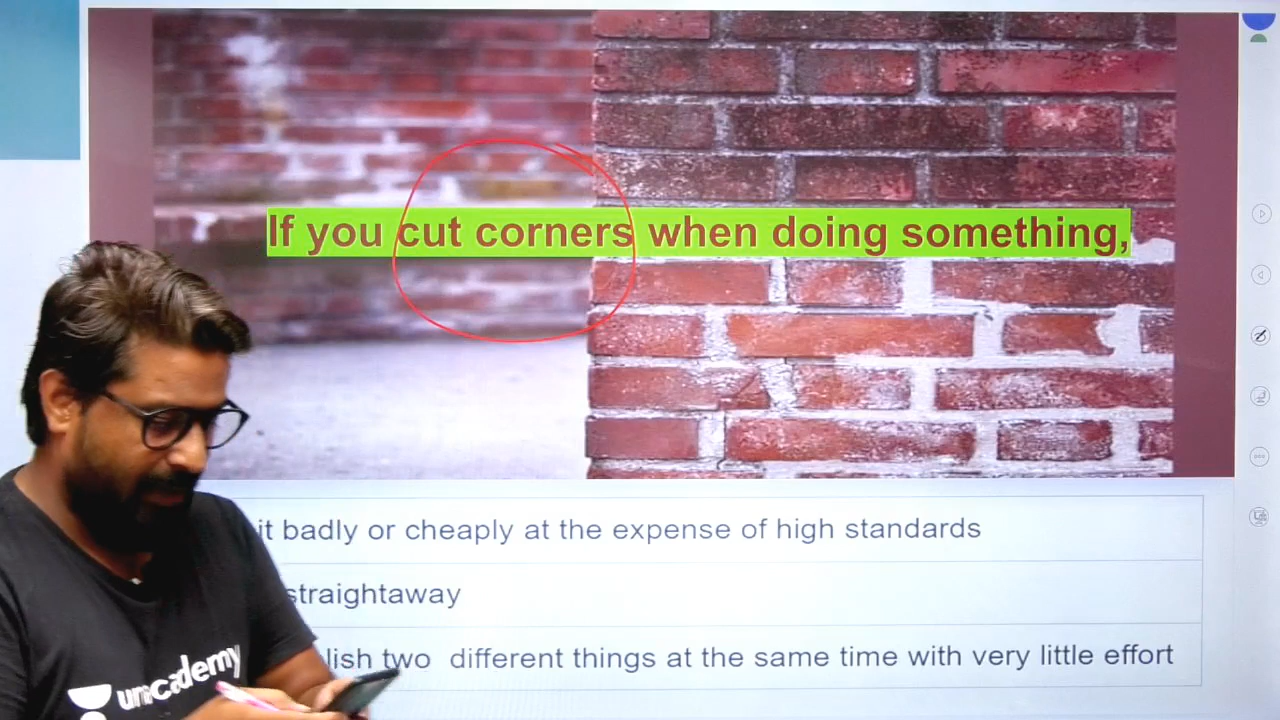 If you cut corners when doing something,
it badly or cheaply at the expense of high standards
straightaway
two different things at the same time with very little effort
unacademy